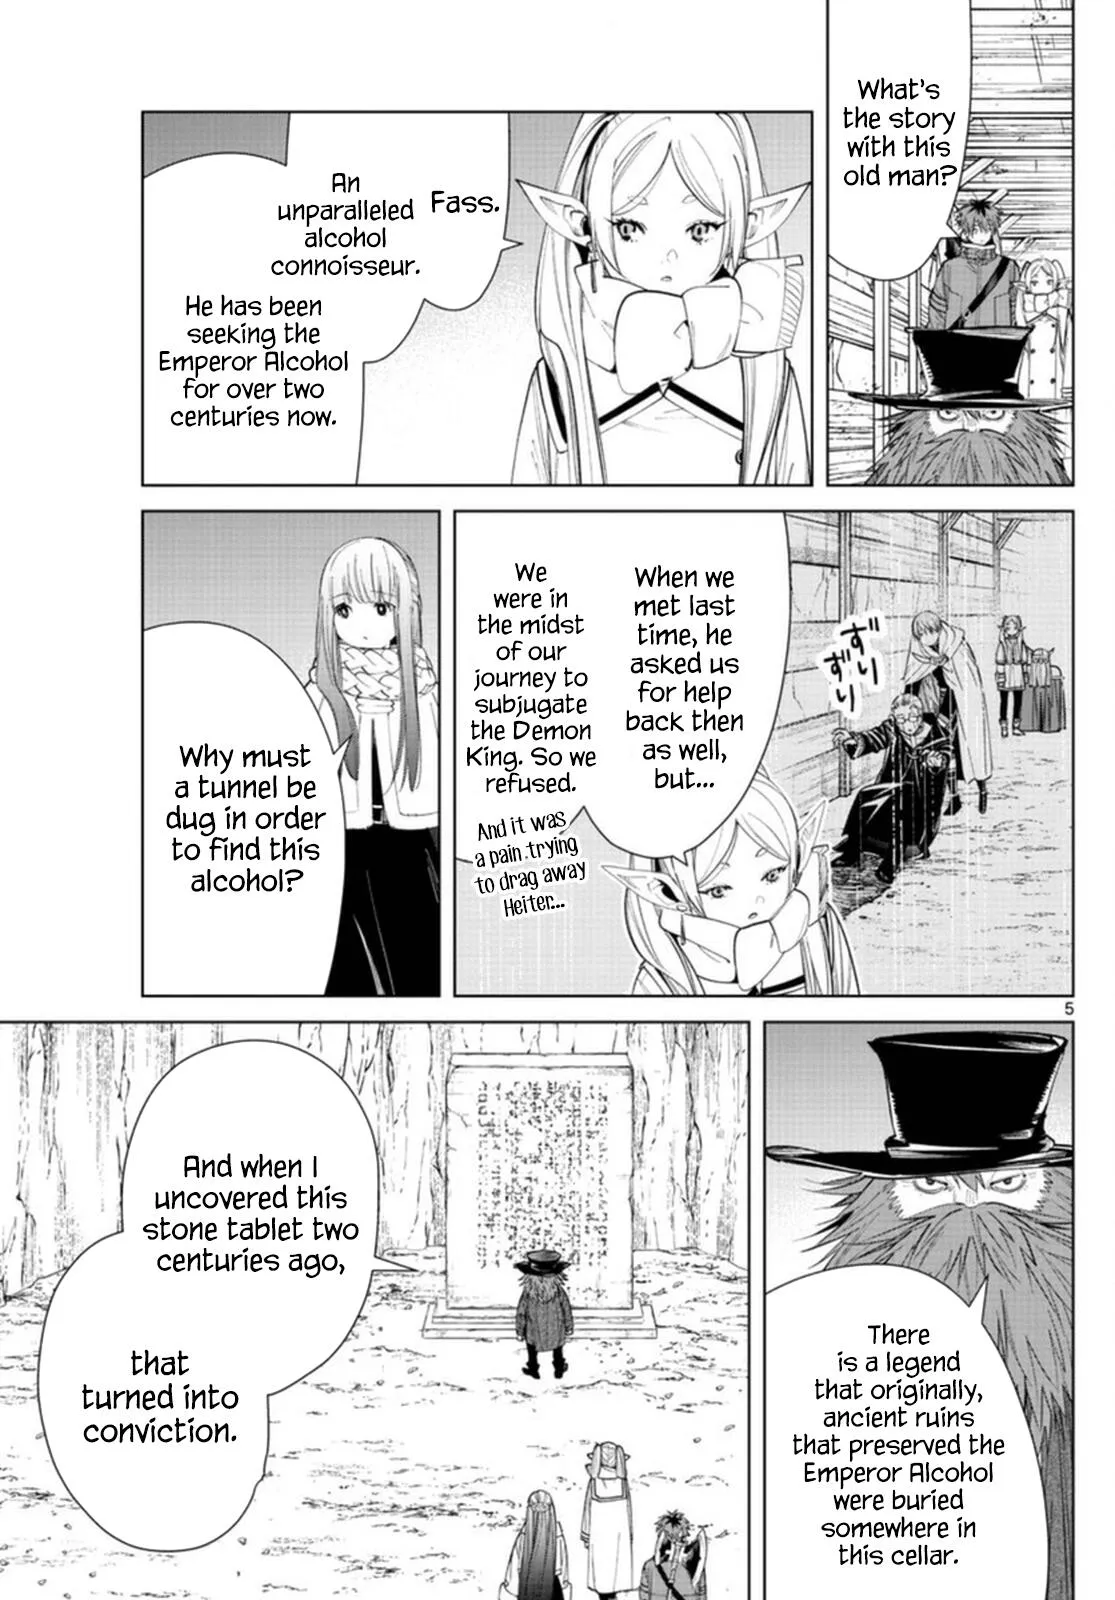 What's
the story
with this
old man?
Fass.
An
unparalleled
alcohol
connoisseur.
He has been
seeking the
Emperor Alcohol
for over two
centuries now.
When we
met last
time, he
asked us
for help
back then
as well,
but...
We
were in
the midst
of our
journey to
subjugate
the Demon
King. So we
refused.
And it was
a pain trying
to drag away
Heiter...
ずり
ずり
Why must
a tunnel be
dug in order
to find this
alcohol?
5
There
is a legend
that originally,
ancient ruins
that preserved the
Emperor Alcohol
were buried
somewhere in
this cellar.
And when I
uncovered this
stone tablet two
centuries ago,
that
turned into
conviction.